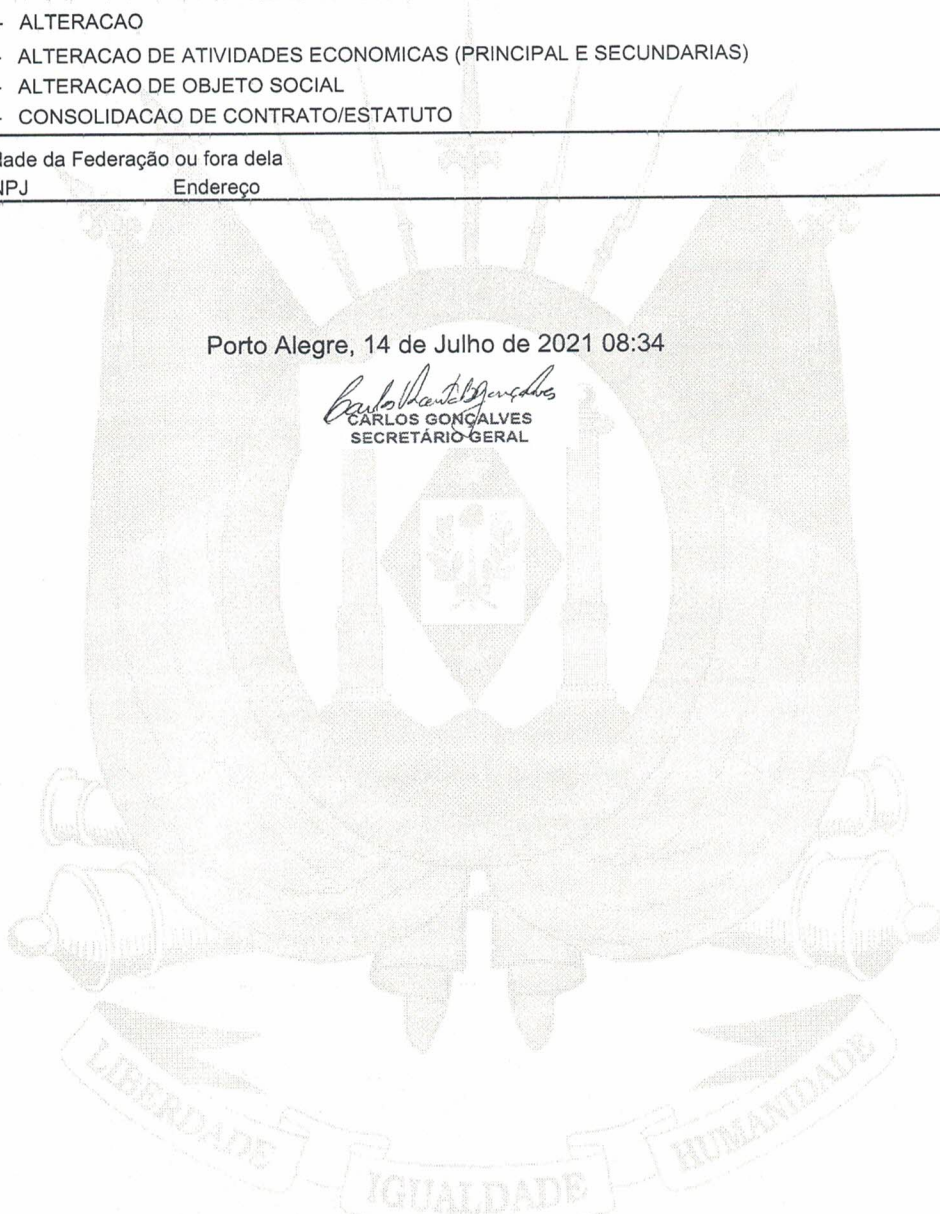 - ALTERACAO
- ALTERACAO DE ATIVIDADES ECONOMICAS (PRINCIPAL E SECUNDARIAS)
- ALTERACAO DE OBJETO SOCIAL
- CONSOLIDACAO DE CONTRATO/ESTATUTO
dade da Federação ou fora dela
NPJ Endereço
Porto Alegre, 14 de Julho de 2021 08:34
CARLOS GONÇALVES
SECRETÁRIO GERAL
LIBERDADE
IGUALDADE
HUMANIDADE